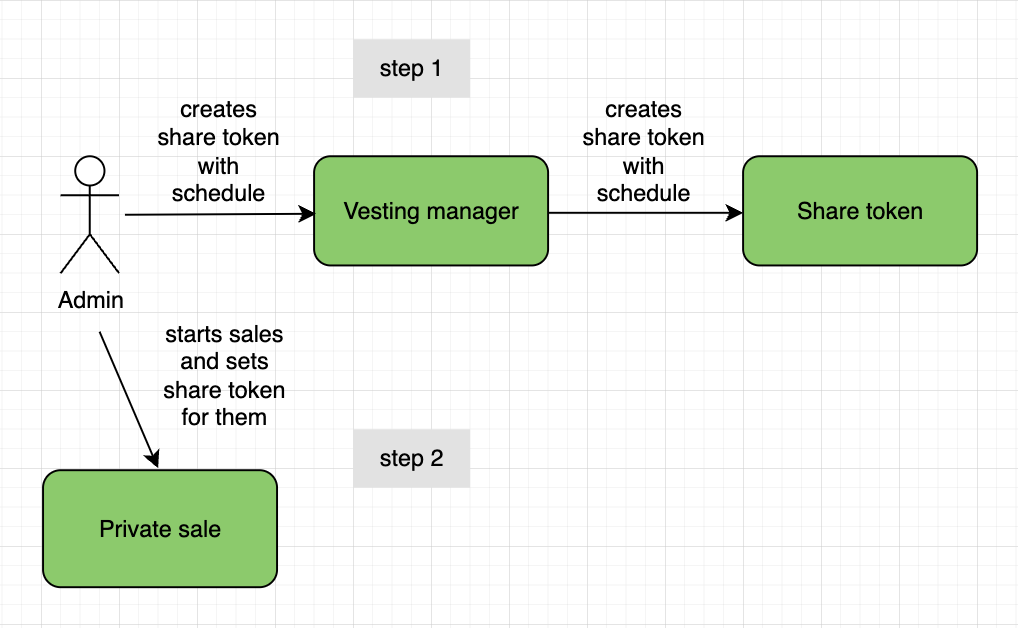 step 1
creates
share token
with
schedule
creates
share token
with
schedule
Vesting manager
Share token
Admin
starts sales
and sets
share token
for them
step 2
Private sale